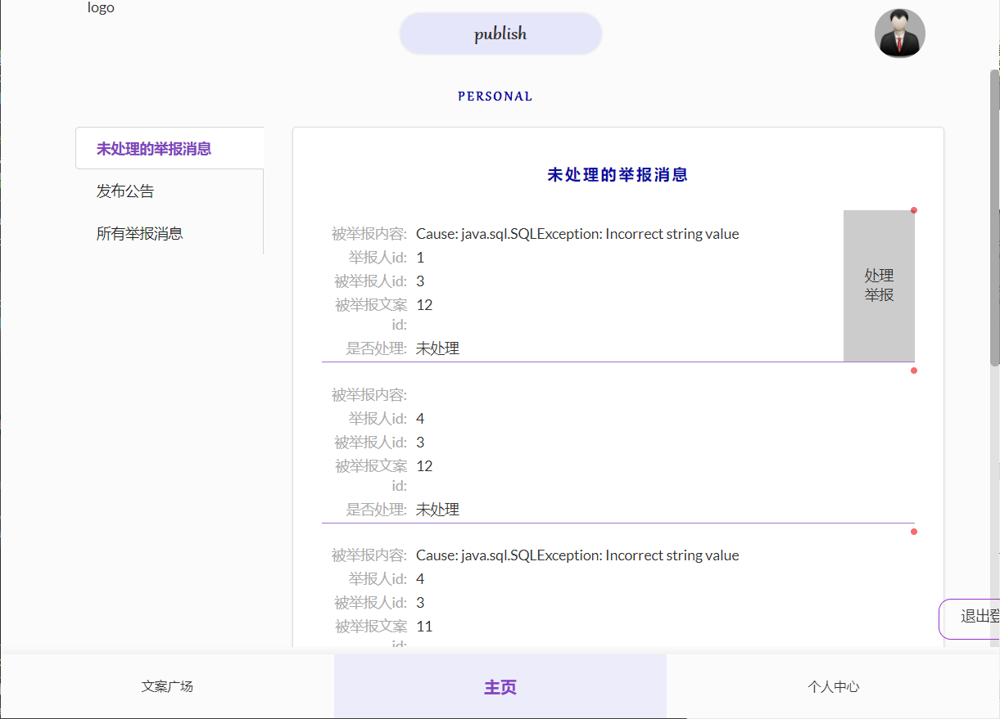 logo
publish
PERSONAL
未处理的举报消息
发布公告
所有举报消息
未处理的举报消息
被举报内容: Cause: java.sql.SQLException: Incorrect string value
举报人id: 1
被举报人id: 3
被举报文案 12
id:
是否处理: 未处理
处理
举报
被举报内容:
举报人id: 4
被举报人id: 3
被举报文案 12
id:
是否处理: 未处理
被举报内容: Cause: java.sql.SQLException: Incorrect string value
举报人id: 4
被举报人id: 3
被举报文案 11
id:
退出登
文案广场
主页
个人中心